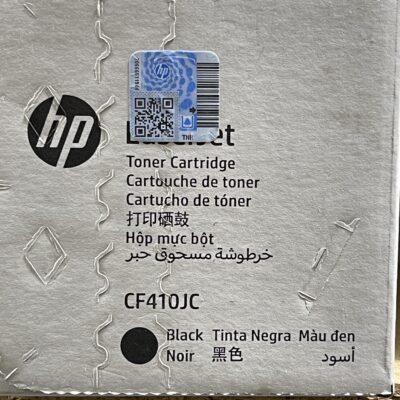 hp
LaserJet
Toner Cartridge
Cartouche de toner
Cartucho de tóner
打印硒鼓
Hộp mực bột
خرطوشة مسحوق حبر
CF410JC
Black Tinta Negra Màu đen
Noir 黑色 أسود